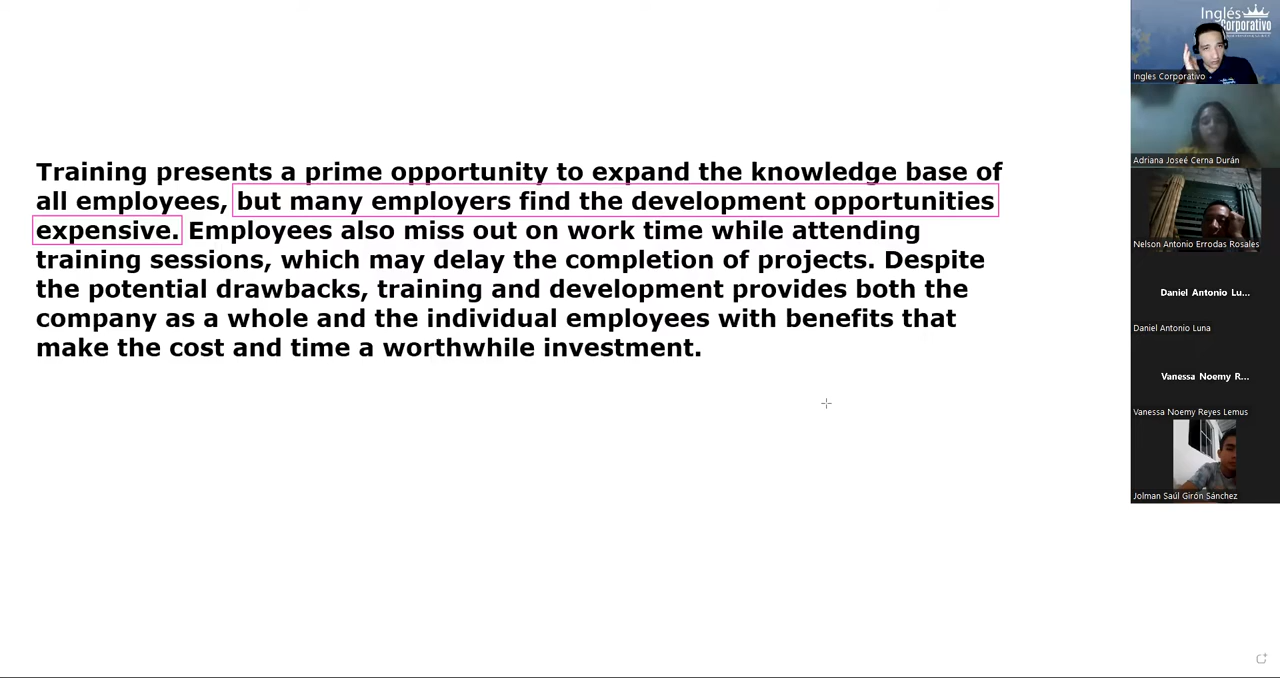 Training presents a prime opportunity to expand the knowledge base of
all employees, but many employers find the development opportunities
expensive. Employees also miss out on work time while attending
training sessions, which may delay the completion of projects. Despite
the potential drawbacks, training and development provides both the
company as a whole and the individual employees with benefits that
make the cost and time a worthwhile investment.
Inglés
Corporativo
Ingles Corporativo
Adriana Joseé Cerna Durán
Nelson Antonio Errodas Rosales
Daniel Antonio Lu...
Daniel Antonio Luna
Vanessa Noemy R...
Vanessa Noemy Reyes Lemus
Jolman Saúl Girón Sánchez